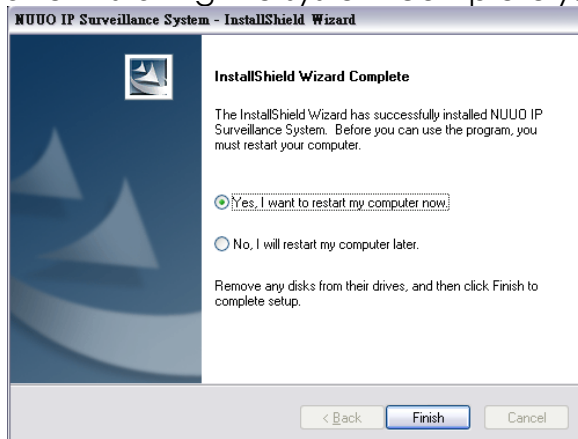 NUUO IP Surveillance System - InstallShield Wizard
InstallShield Wizard Complete
The InstallShield Wizard has successfully installed NUUO IP
Surveillance System. Before you can use the program, you
must restart your computer.
Yes, I want to restart my computer now.
No, I will restart my computer later.
Remove any disks from their drives, and then click Finish to
complete setup.
< Back
Finish
Cancel